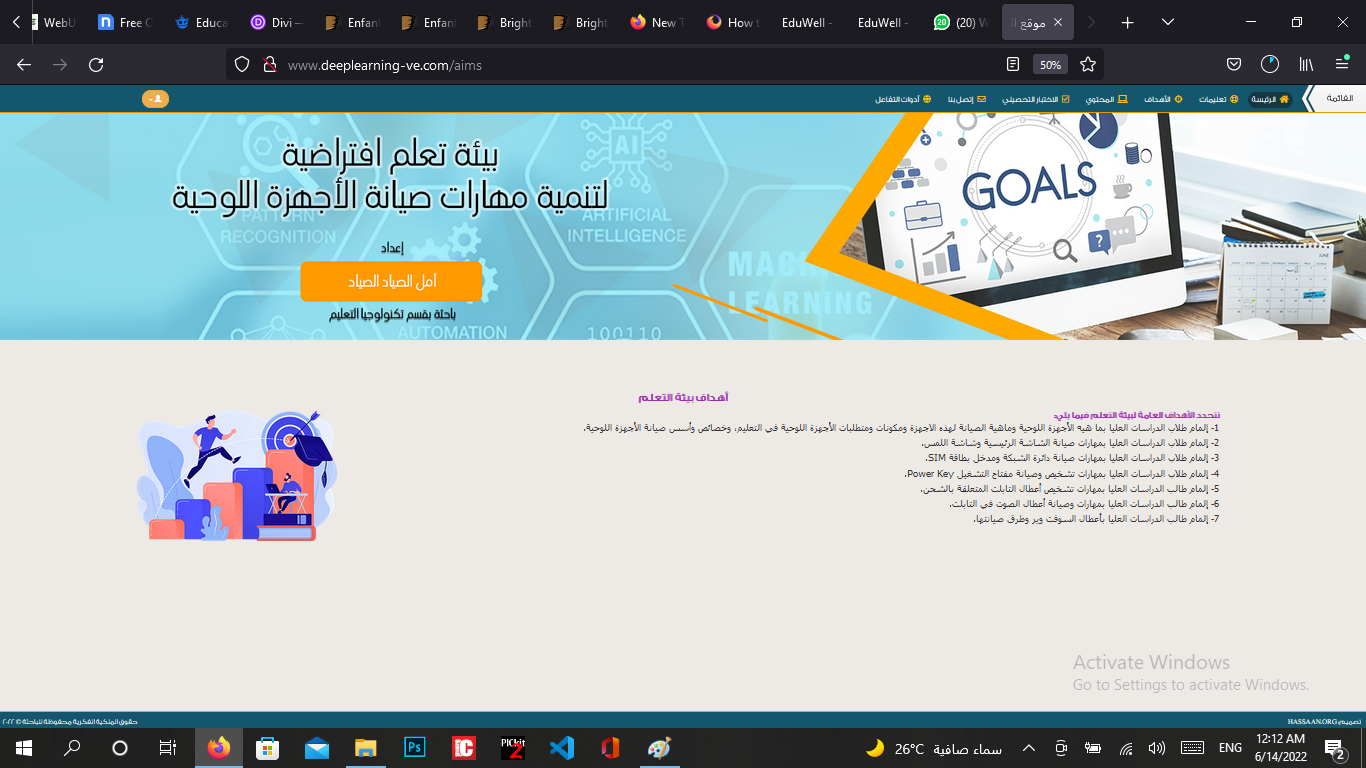 WebU
Free C
Educa
Divi –
Enfant
Enfant
Bright
Bright
New T
How t
EduWell -
EduWell -
(20) W
موقع ال
www.deeplearning-ve.com/aims
50%
القائمة
الرئيسة
تعليمات
الأهداف
المحتوي
الاختبار التحصيلي
إتصل بنا
أدوات التفاعل
بيئة تعلم افتراضية
لتنمية مهارات صيانة الأجهزة اللوحية
إعداد
أمل الصياد الصياد
باحثة بقسم تكنولوجيا التعليم
PATTERN
RECOGNITION
AI
ARTIFICIAL
INTELLIGENCE
MACH
LEARNING
AUTOMATION
100110
GOALS
JUNE
أهداف بيئة التعلم
تتحدد الأهداف العامة لبيئة التعلم فيما يلي:
1- إلمام طلاب الدراسات العليا بما هيه الأجهزة اللوحية وماهية الصيانة لهذه الاجهزة ومكونات ومتطلبات الأجهزة اللوحية في التعليم، وخصائص وأسس صيانة الأجهزة اللوحية.
2- إلمام طلاب الدراسات العليا بمهارات صيانة الشاشة الرئيسية وشاشة اللمس.
3- إلمام طلاب الدراسات العليا بمهارات صيانة دائرة الشبكة ومدخل بطاقة SIM.
4- إلمام طلاب الدراسات العليا بمهارات تشخيص وصيانة مفتاح التشغيل Power Key.
5- إلمام طالب الدراسات العليا بمهارات تشخيص أعطال التابلت المتعلقة بالشحن.
6- إلمام طالب الدراسات العليا بمهارات وصيانة أعطال الصوت في التابلت.
7- إلمام طالب الدراسات العليا بأعطال السوفت وير وطرق صيانتها.
Activate Windows
Go to Settings to activate Windows.
تصميم HASSAAN.ORG
حقوق الملكية الفكرية محفوظة للباحثة © ٢٠٢٢
Ps
PICkit
2
26°C سماء صافية
ENG
12:12 AM
6/14/2022
2